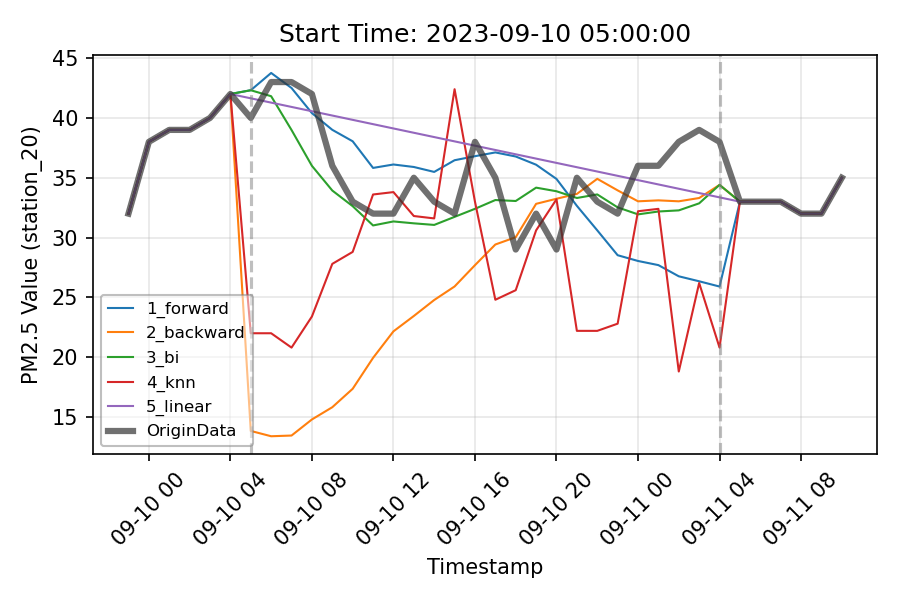 Start Time: 2023-09-10 05:00:00
PM2.5 Value (station_20)
45
40
35
30
25
20
15
1_forward
2_backward
3_bi
4_knn
5_linear
OriginData
09-10 00
09-10 04
09-10 08
09-10 12
09-10 16
09-10 20
09-11 00
09-11 04
09-11 08
Timestamp